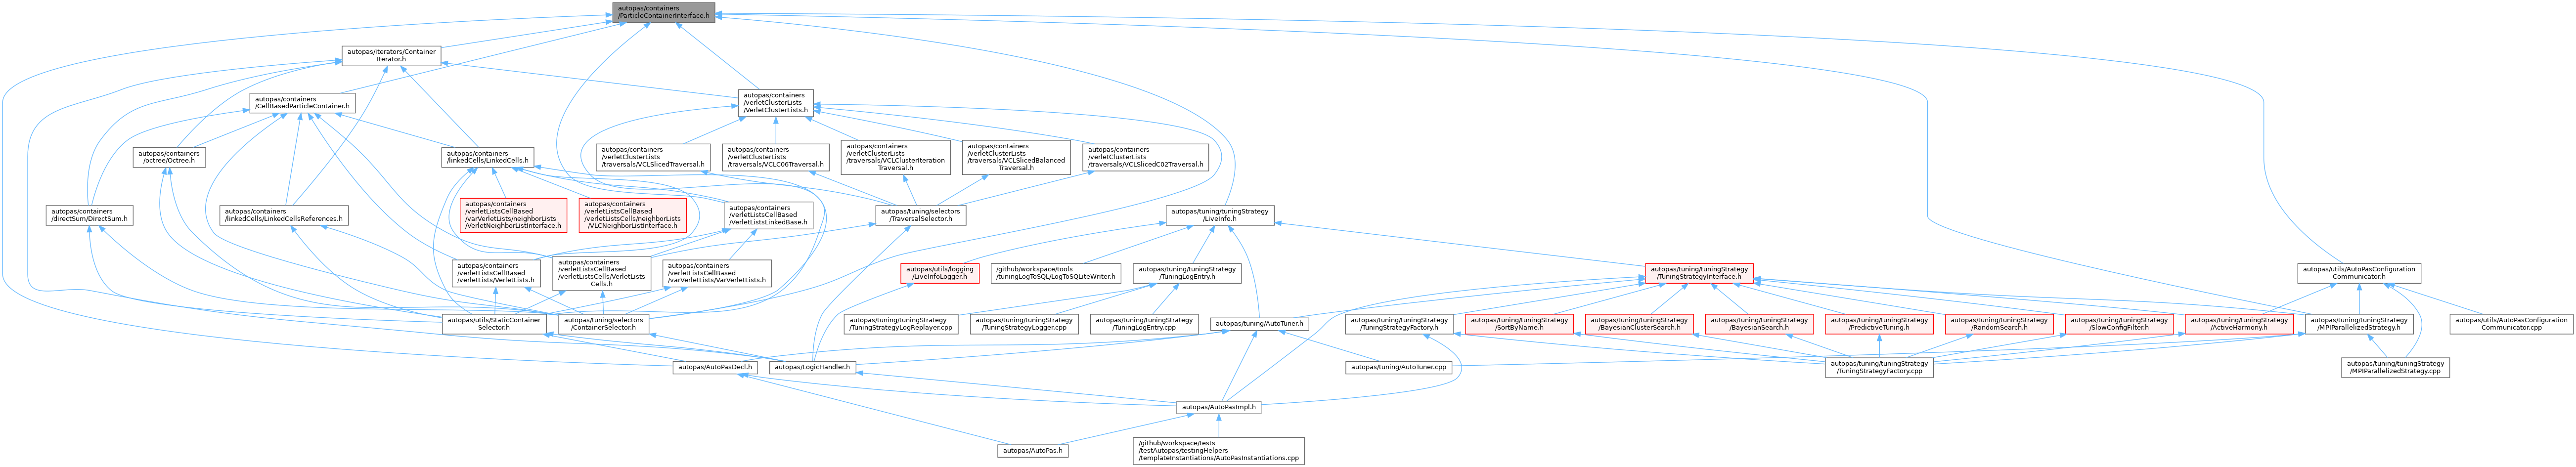 autopas/containers
/ParticleContainerInterface.h
autopas/iterators/Container
Iterator.h
autopas/containers
/CellBasedParticleContainer.h
autopas/containers
/verletClusterLists
/VerletClusterLists.h
autopas/containers
/octree/Octree.h
autopas/containers
/linkedCells/LinkedCells.h
autopas/containers
/verletClusterLists
/traversals/VCLSlicedTraversal.h
autopas/containers
/verletClusterLists
/traversals/VCLC06Traversal.h
autopas/containers
/verletClusterLists
/traversals/VCLClusterIteration
Traversal.h
autopas/containers
/verletClusterLists
/traversals/VCLSlicedBalanced
Traversal.h
autopas/containers
/verletClusterLists
/traversals/VCLSlicedC02Traversal.h
autopas/containers
/directSum/DirectSum.h
autopas/containers
/linkedCells/LinkedCellsReferences.h
autopas/containers
/verletListsCellBased
/varVerletLists/neighborLists
/VerletNeighborListInterface.h
autopas/containers
/verletListsCellBased
/verletListsCells/neighborLists
/VLCNeighborListInterface.h
autopas/containers
/verletListsCellBased
/VerletListsLinkedBase.h
autopas/tuning/selectors
/TraversalSelector.h
autopas/tuning/tuningStrategy
/LiveInfo.h
autopas/containers
/verletListsCellBased
/verletLists/VerletLists.h
autopas/containers
/verletListsCellBased
/verletListsCells/VerletLists
Cells.h
autopas/containers
/verletListsCellBased
/varVerletLists/VarVerletLists.h
autopas/utils/logging
/LiveInfoLogger.h
/github/workspace/tools
/tuningLogToSQL/LogToSQLiteWriter.h
autopas/tuning/tuningStrategy
/TuningLogEntry.h
autopas/tuning/tuningStrategy
/TuningStrategyInterface.h
autopas/utils/AutoPasConfiguration
Communicator.h
autopas/utils/StaticContainer
Selector.h
autopas/tuning/selectors
/ContainerSelector.h
autopas/tuning/tuningStrategy
/TuningStrategyLogReplayer.cpp
autopas/tuning/tuningStrategy
/TuningStrategyLogger.cpp
autopas/tuning/tuningStrategy
/TuningLogEntry.cpp
autopas/tuning/AutoTuner.h
autopas/tuning/tuningStrategy
/TuningStrategyFactory.h
autopas/tuning/tuningStrategy
/SortByName.h
autopas/tuning/tuningStrategy
/BayesianClusterSearch.h
autopas/tuning/tuningStrategy
/BayesianSearch.h
autopas/tuning/tuningStrategy
/PredictiveTuning.h
autopas/tuning/tuningStrategy
/RandomSearch.h
autopas/tuning/tuningStrategy
/SlowConfigFilter.h
autopas/tuning/tuningStrategy
/ActiveHarmony.h
autopas/tuning/tuningStrategy
/MPIParallelizedStrategy.h
autopas/utils/AutoPasConfiguration
Communicator.cpp
autopas/AutoPasDecl.h
autopas/LogicHandler.h
autopas/tuning/AutoTuner.cpp
autopas/tuning/tuningStrategy
/TuningStrategyFactory.cpp
autopas/tuning/tuningStrategy
/MPIParallelizedStrategy.cpp
autopas/AutoPasImpl.h
autopas/AutoPas.h
/github/workspace/tests
/testAutopas/testingHelpers
/templateInstantiations/AutoPasInstantiations.cpp